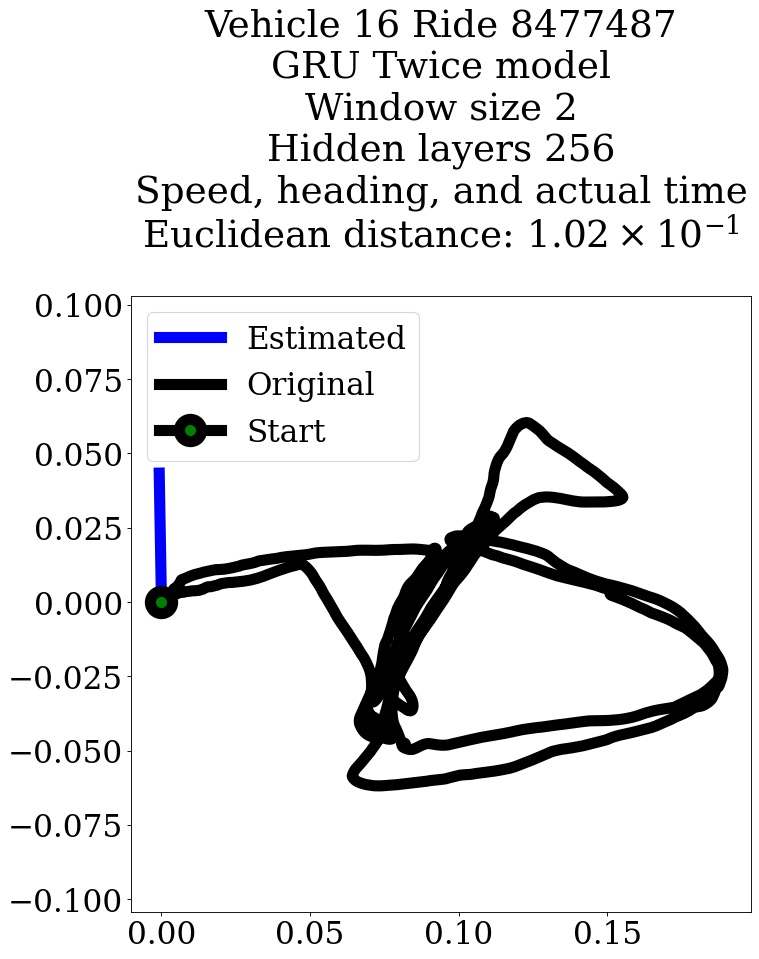 Vehicle 16 Ride 8477487
GRU Twice model
Window size 2
Hidden layers 256
Speed, heading, and actual time
Euclidean distance: 1.02 × 10⁻¹
Estimated
Original
Start
0.100
0.075
0.050
0.025
0.000
−0.025
−0.050
−0.075
−0.100
0.00 0.05 0.10 0.15